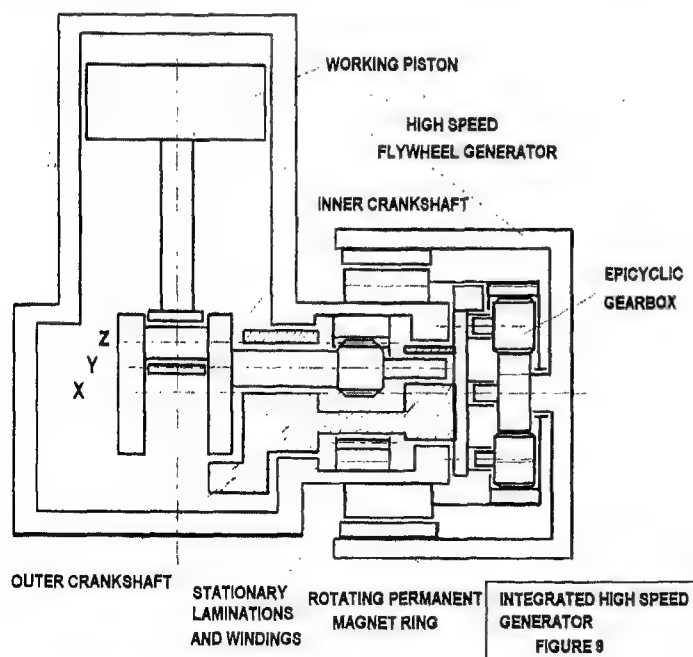 WORKING PISTON
HIGH SPEED
FLYWHEEL GENERATOR
INNER CRANKSHAFT
EPICYCLIC
GEARBOX
Z
Y
X
OUTER CRANKSHAFT
STATIONARY
LAMINATIONS
AND WINDINGS
ROTATING PERMANENT
MAGNET RING
INTEGRATED HIGH SPEED
GENERATOR
FIGURE 9